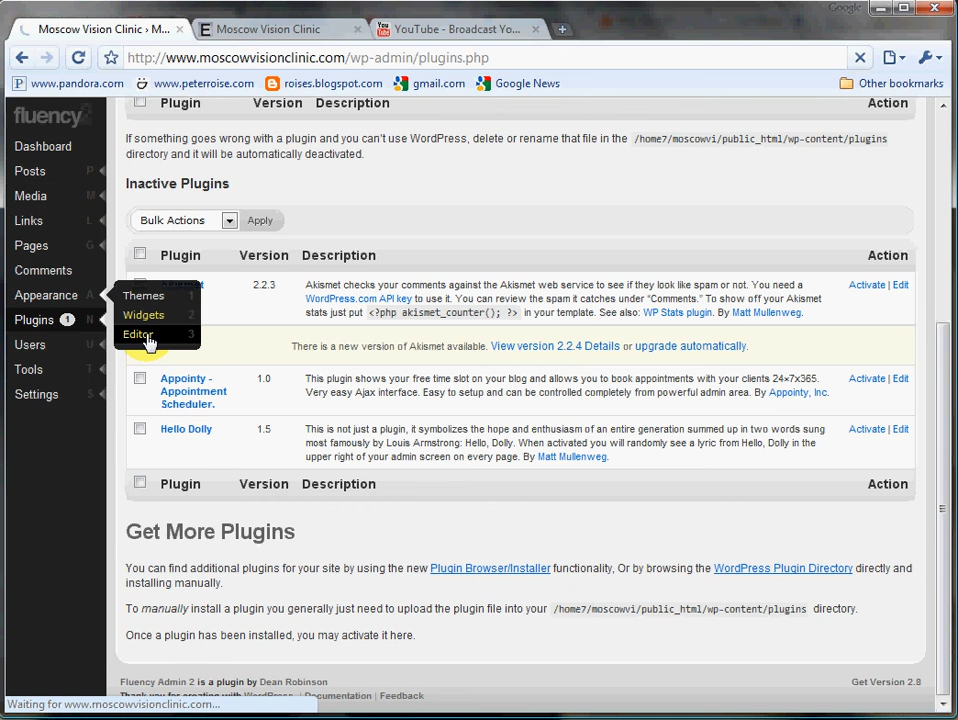 Google
Moscow Vision Clinic › M...
Moscow Vision Clinic
YouTube - Broadcast Yo...
http://www.moscowvisionclinic.com/wp-admin/plugins.php
www.pandora.com
www.peterroise.com
roises.blogspot.com
gmail.com
Google News
Other bookmarks
fluency2
Dashboard
Posts P
Media M
Links L
Pages G
Comments
Appearance A
Plugins 1 N
Users U
Tools T
Settings S
Themes 1
Widgets 2
Editor 3
Plugin Version Description Action
If something goes wrong with a plugin and you can't use WordPress, delete or rename that file in the /home7/moscowvi/public_html/wp-content/plugins
directory and it will be automatically deactivated.
Inactive Plugins
Bulk Actions Apply
Plugin Version Description Action
2.2.3 Akismet checks your comments against the Akismet web service to see if they look like spam or not. You need a Activate | Edit
WordPress.com API key to use it. You can review the spam it catches under "Comments." To show off your Akismet
stats just put <?php akismet_counter(); ?> in your template. See also: WP Stats plugin. By Matt Mullenweg.
There is a new version of Akismet available. View version 2.2.4 Details or upgrade automatically.
Appointy - 1.0 This plugin shows your free time slot on your blog and allows you to book appointments with your clients 24×7x365. Activate | Edit
Appointment Very easy Ajax interface. Easy to setup and can be controlled completely from powerful admin area. By Appointy, Inc.
Scheduler.
Hello Dolly 1.5 This is not just a plugin, it symbolizes the hope and enthusiasm of an entire generation summed up in two words sung Activate | Edit
most famously by Louis Armstrong: Hello, Dolly. When activated you will randomly see a lyric from Hello, Dolly in the
upper right of your admin screen on every page. By Matt Mullenweg.
Plugin Version Description Action
Get More Plugins
You can find additional plugins for your site by using the new Plugin Browser/Installer functionality, Or by browsing the WordPress Plugin Directory directly and
installing manually.
To manually install a plugin you generally just need to upload the plugin file into your /home7/moscowvi/public_html/wp-content/plugins directory.
Once a plugin has been installed, you may activate it here.
Fluency Admin 2 is a plugin by Dean Robinson Get Version 2.8
Thank you for creating with WordPress | Documentation | Feedback
Waiting for www.moscowvisionclinic.com...